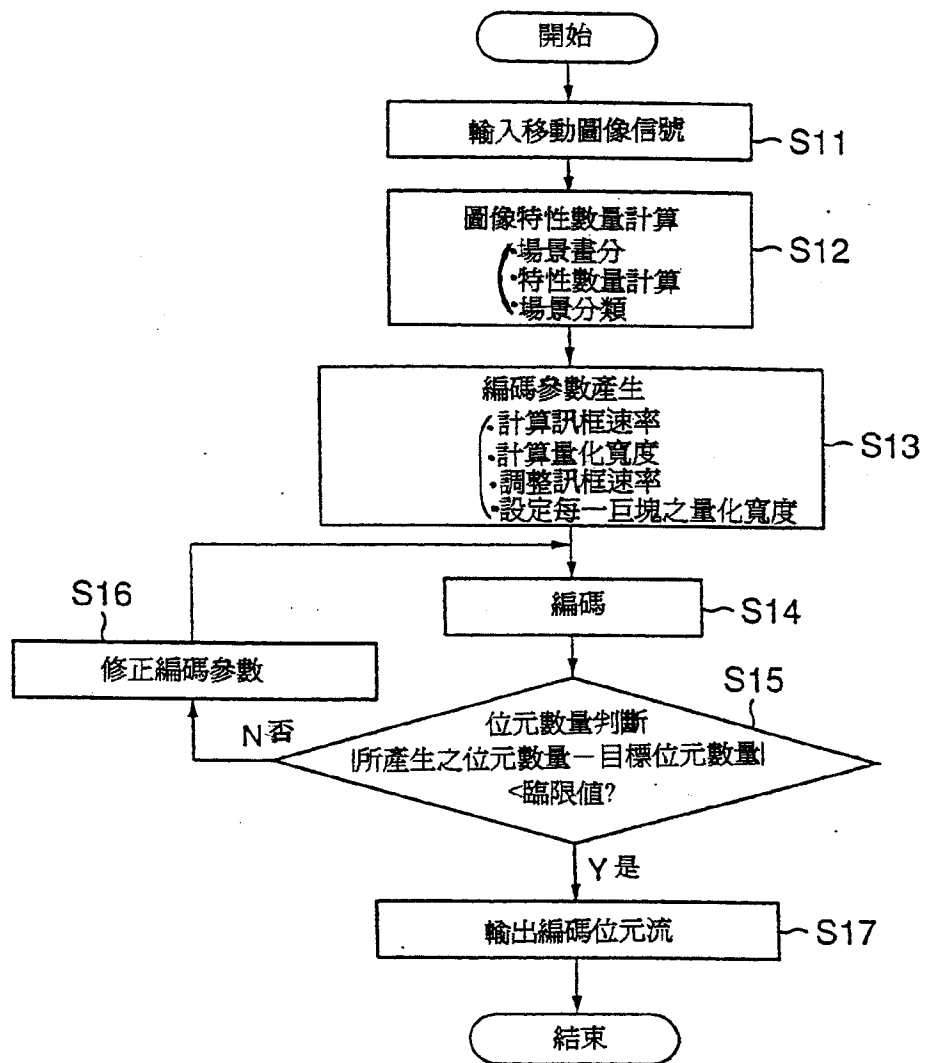 開始
輸入移動圖像信號
S11
圖像特性數量計算
·場景畫分
·特性數量計算
·場景分類
S12
編碼參數產生
·計算訊框速率
·計算量化寬度
·調整訊框速率
·設定每一巨塊之量化寬度
S13
編碼
S14
S16
修正編碼參數
S15
位元數量判斷
|所產生之位元數量－目標位元數量|
<臨限值?
N否
Y是
輸出編碼位元流
S17
結束